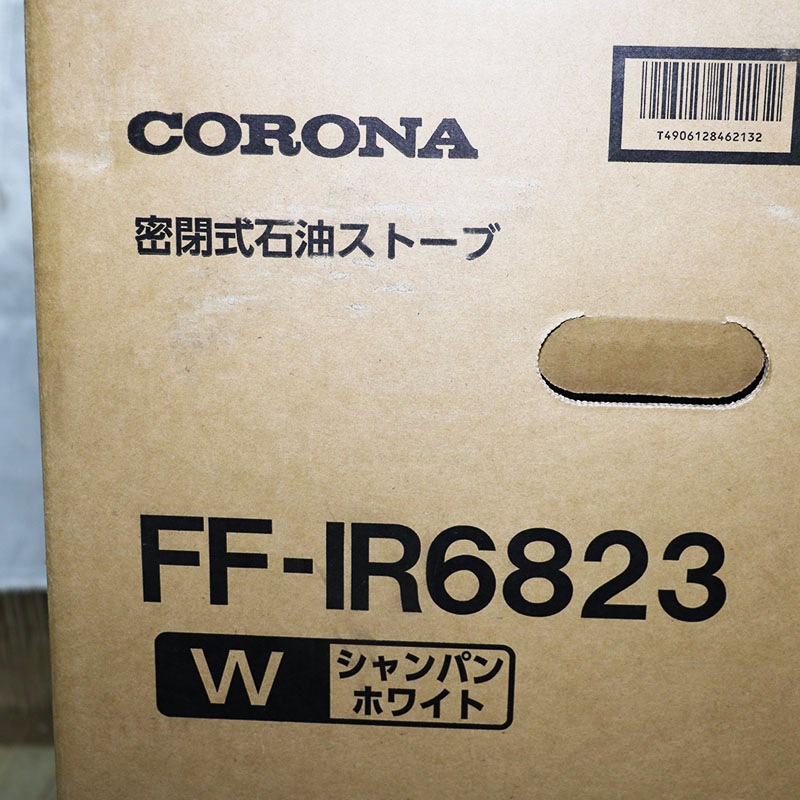 T4906128462132
CORONA
密閉式石油ストーブ
FF-IR6823
W シャンパン
ホワイト